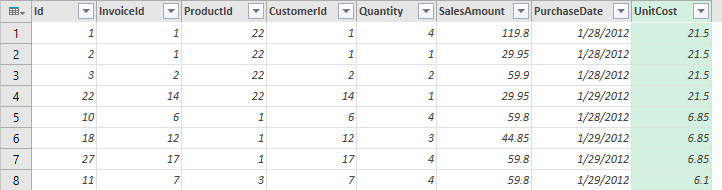 Id InvoiceId ProductId CustomerId Quantity SalesAmount PurchaseDate UnitCost
1 1 1 22 1 4 119.8 1/28/2012 21.5
2 2 1 22 1 1 29.95 1/28/2012 21.5
3 3 2 22 2 2 59.9 1/28/2012 21.5
4 22 14 22 14 1 29.95 1/29/2012 21.5
5 10 6 1 6 4 59.8 1/28/2012 6.85
6 18 12 1 12 3 44.85 1/29/2012 6.85
7 27 17 1 17 4 59.8 1/29/2012 6.85
8 11 7 3 7 4 59.8 1/29/2012 6.1